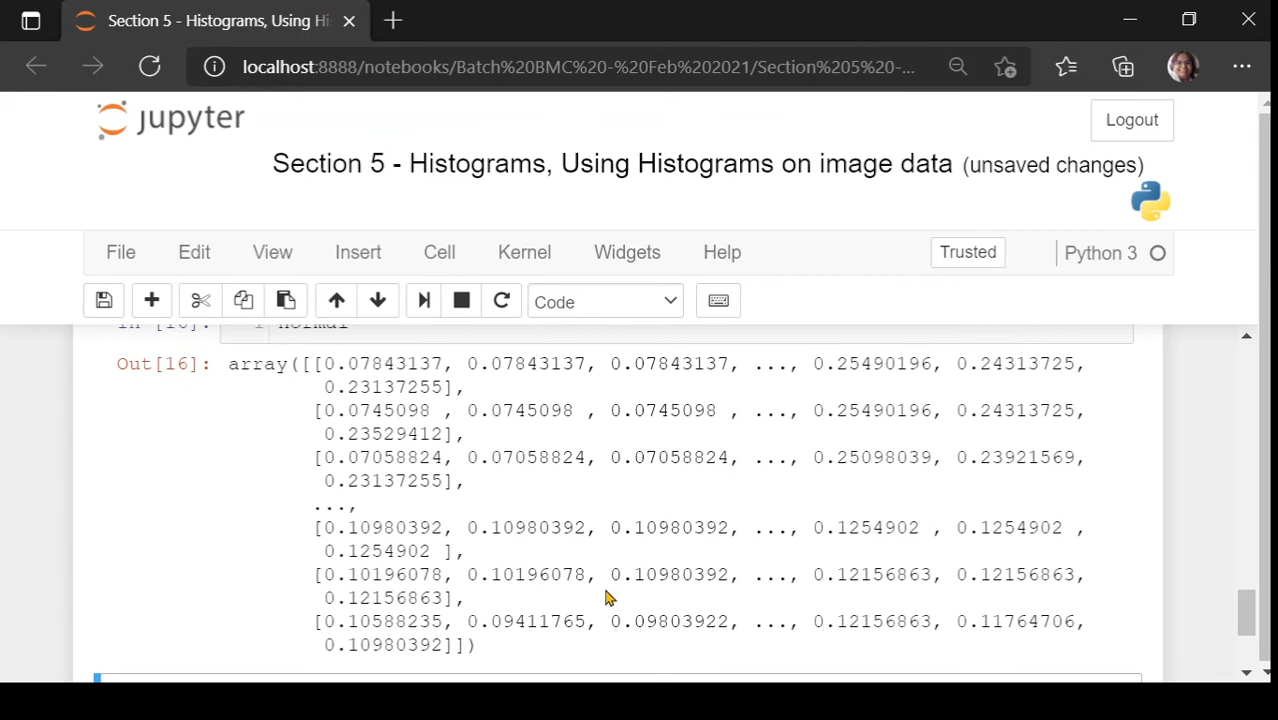 Section 5 - Histograms, Using Hi
localhost:8888/notebooks/Batch%20BMC%20-%20Feb%202021/Section%205%20-...
jupyter
Logout
Section 5 - Histograms, Using Histograms on image data (unsaved changes)
File Edit View Insert Cell Kernel Widgets Help Trusted Python 3
Code
In [16]: 1 normal
Out[16]: array([[0.07843137, 0.07843137, 0.07843137, ..., 0.25490196, 0.24313725,
0.23137255],
[0.0745098 , 0.0745098 , 0.0745098 , ..., 0.25490196, 0.24313725,
0.23529412],
[0.07058824, 0.07058824, 0.07058824, ..., 0.25098039, 0.23921569,
0.23137255],
...,
[0.10980392, 0.10980392, 0.10980392, ..., 0.1254902 , 0.1254902 ,
0.1254902 ],
[0.10196078, 0.10196078, 0.10980392, ..., 0.12156863, 0.12156863,
0.12156863],
[0.10588235, 0.09411765, 0.09803922, ..., 0.12156863, 0.11764706,
0.10980392]])